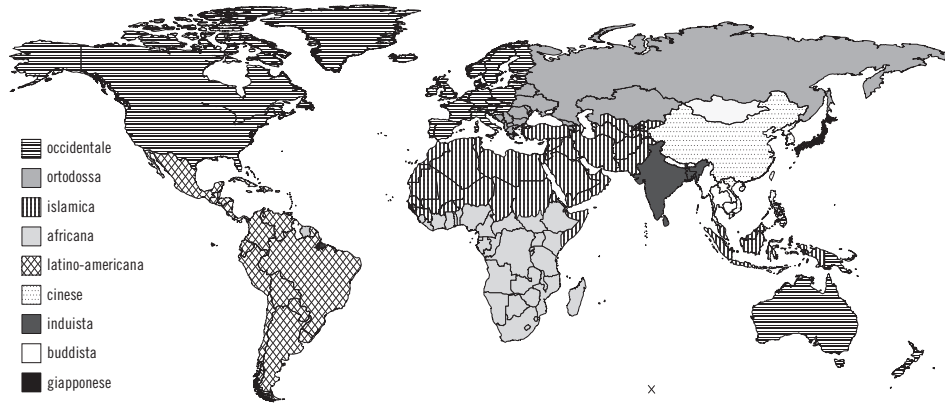 occidentale
ortodossa
islamica
africana
latino-americana
cinese
induista
buddista
giapponese